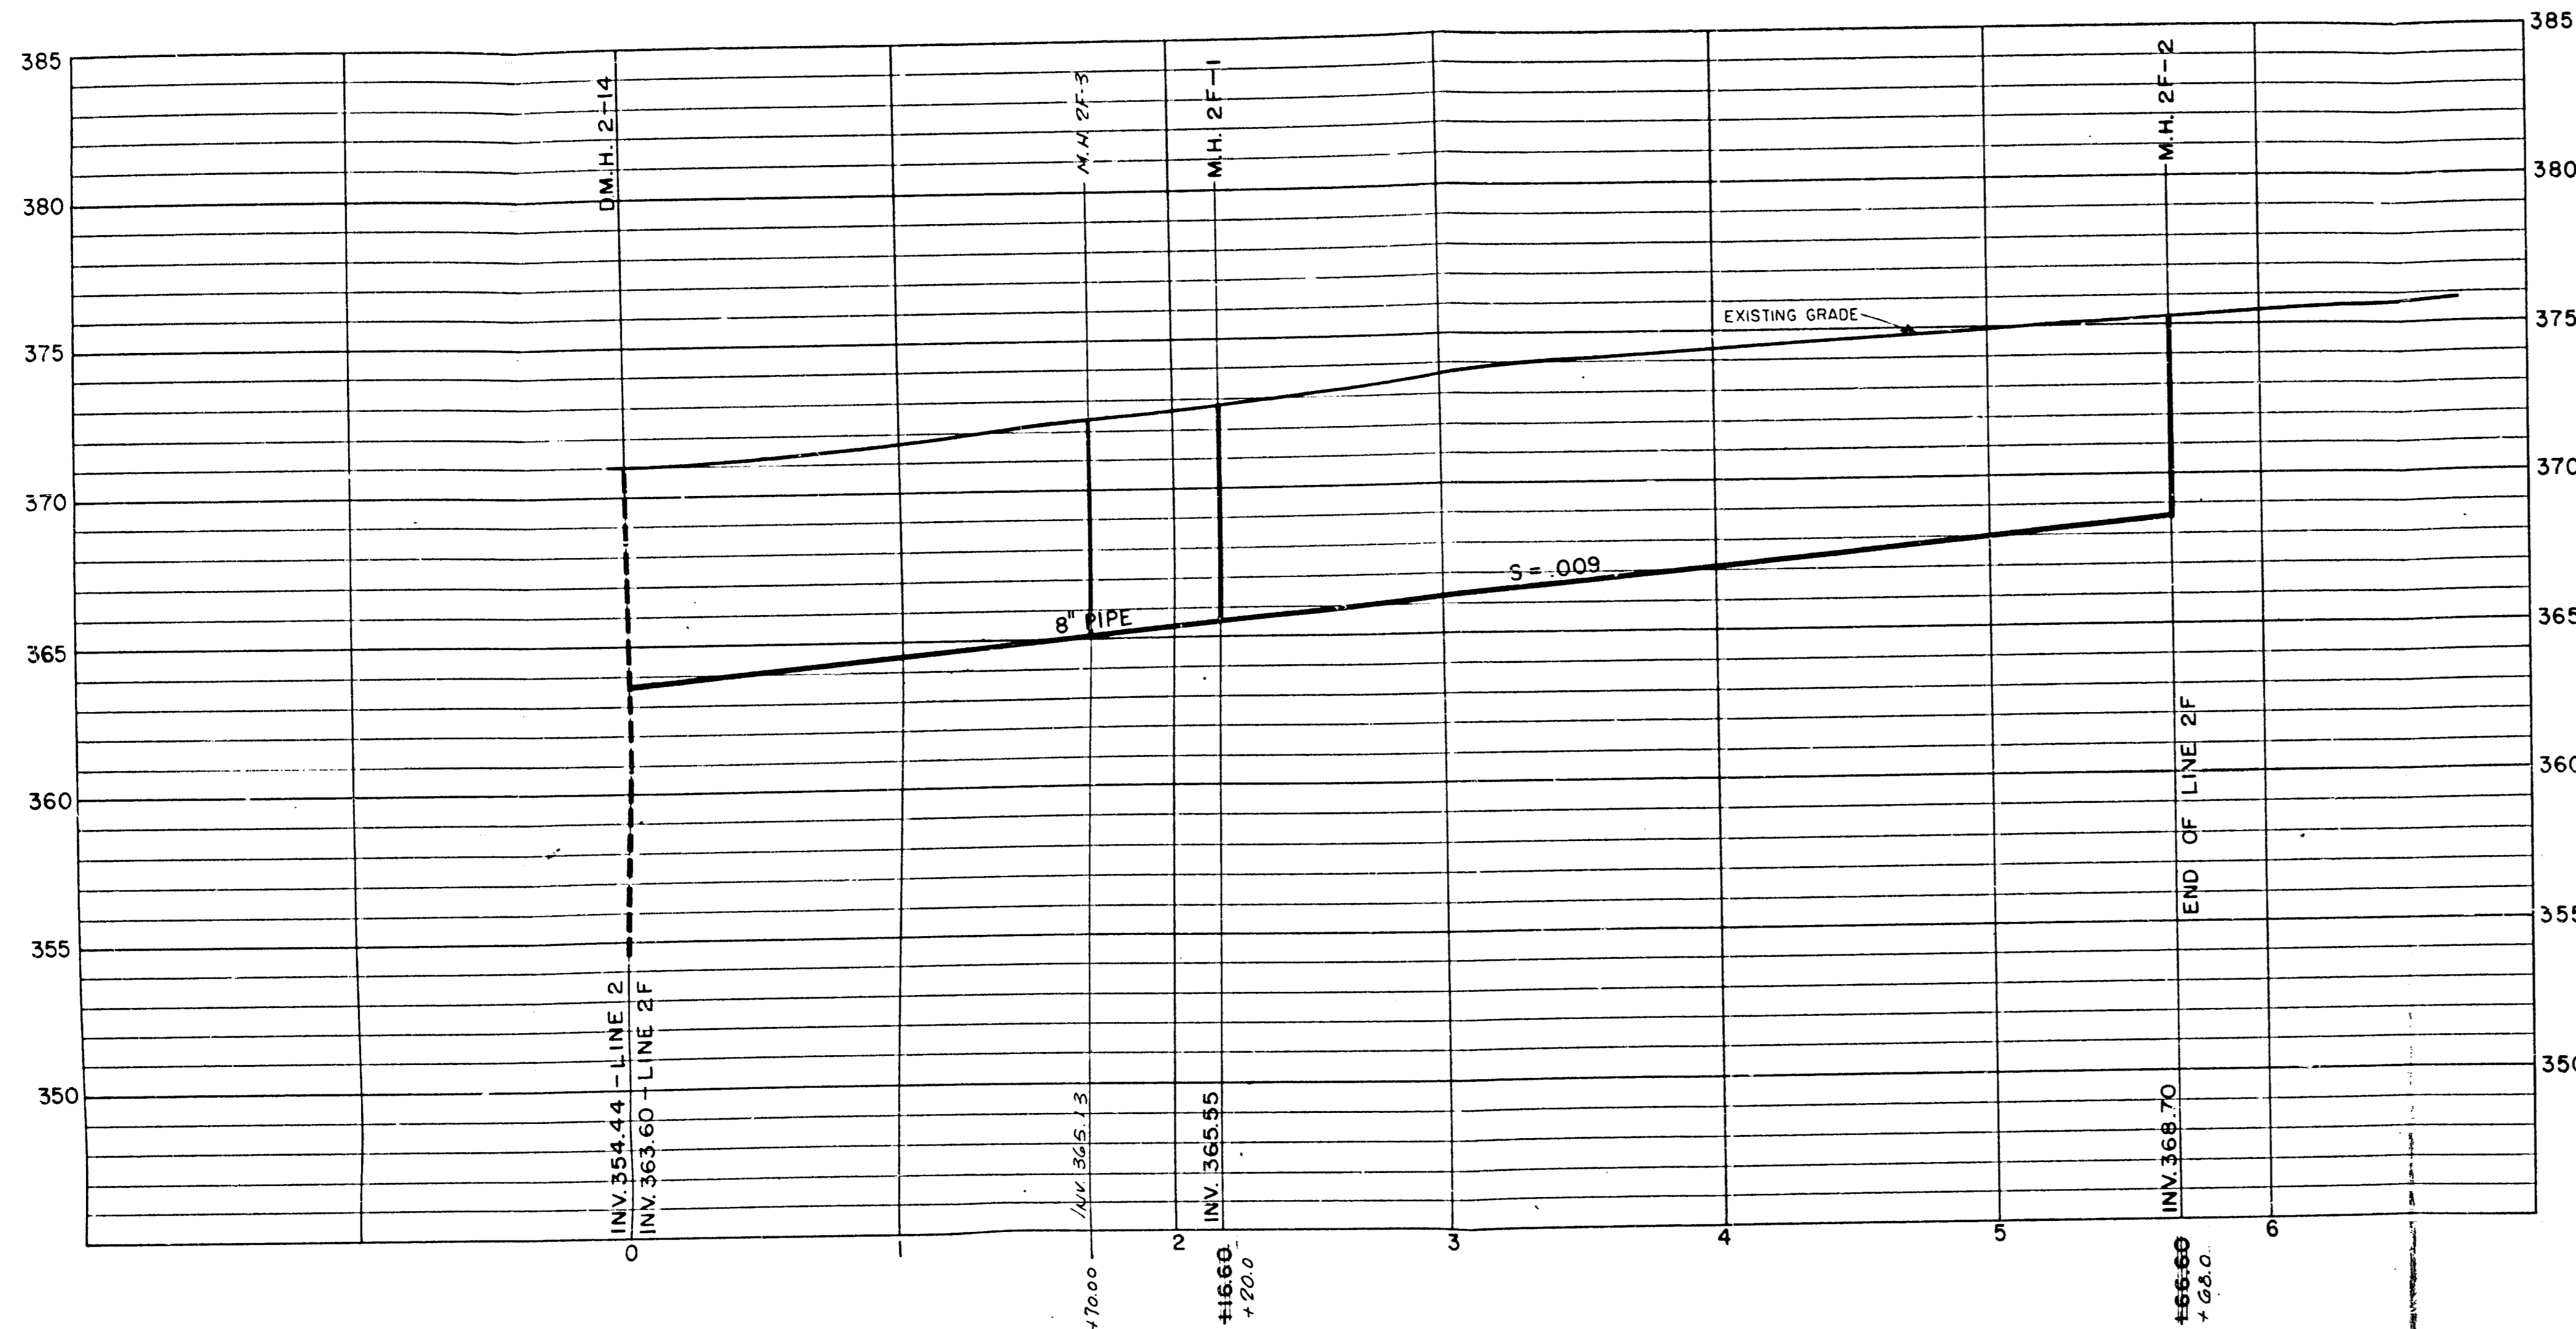 385
380
375
370
365
360
355
350
385
380
375
370
365
360
355
350
D.M.H. 2-14
M.H. 2F-3
M.H. 2F-1
M.H. 2F-2
EXISTING GRADE
S = .009
8" PIPE
END OF LINE 2F
INV. 354.44 - LINE 2
INV. 363.60 - LINE 2F
INV. 365.13
INV. 365.55
INV. 368.70
0
1
2
3
4
5
6
+70.00
+16.60
+20.0
+66.60
+68.0